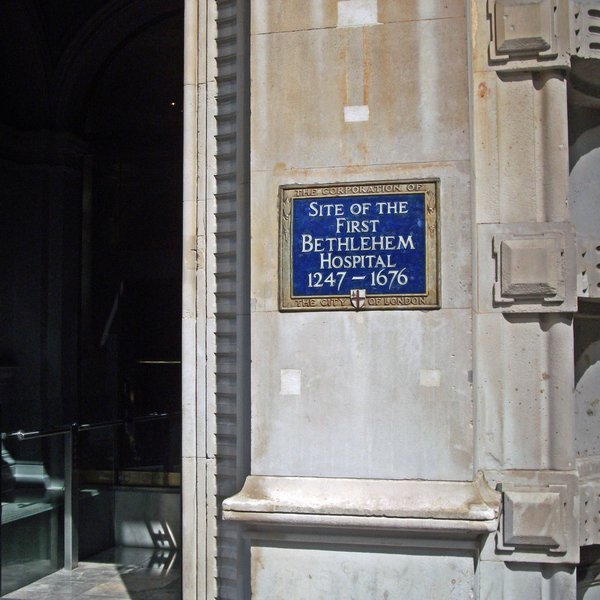 THE CORPORATION OF
SITE OF THE
FIRST
BETHLEHEM
HOSPITAL
1247 – 1676
THE CITY OF LONDON